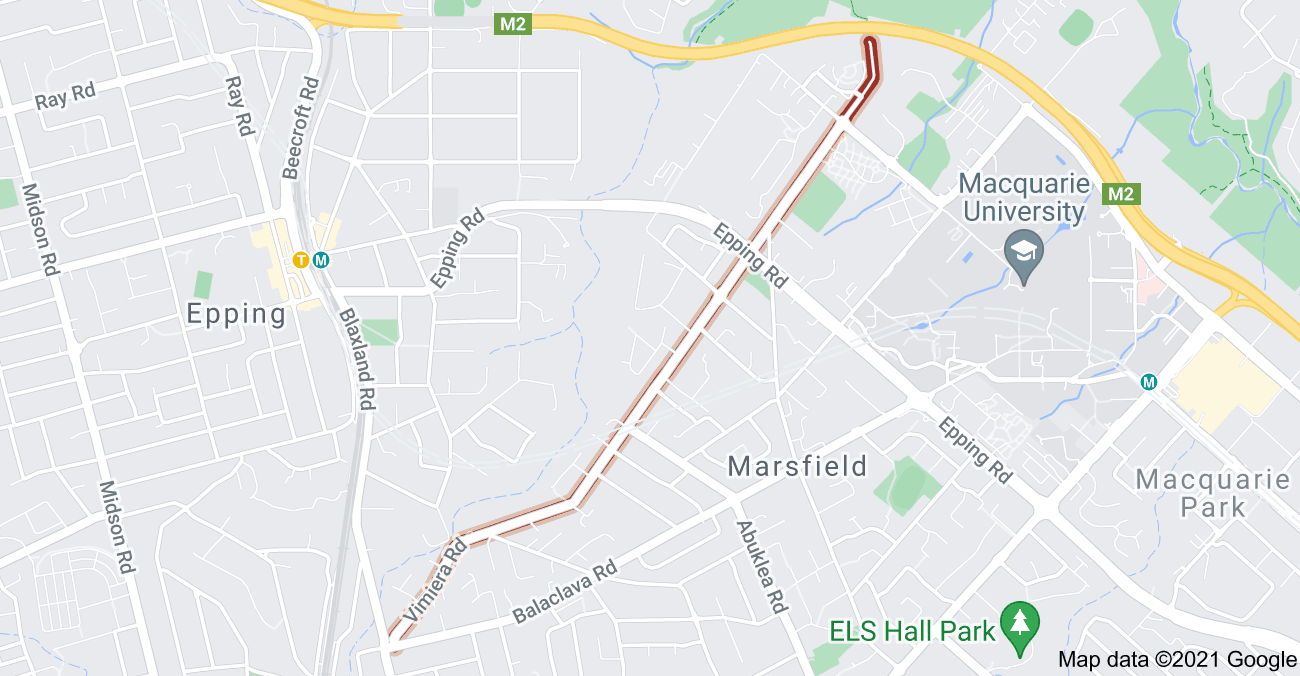 M2
Ray Rd
Ray Rd
Beecroft Rd
Midson Rd
Macquarie
University
M2
Epping Rd
Epping Rd
T
M
Epping
Blaxland Rd
M
Epping Rd
Marsfield
Macquarie
Park
Midson Rd
Abuklea Rd
Vimiera Rd
Balaclava Rd
ELS Hall Park
Map data ©2021 Google